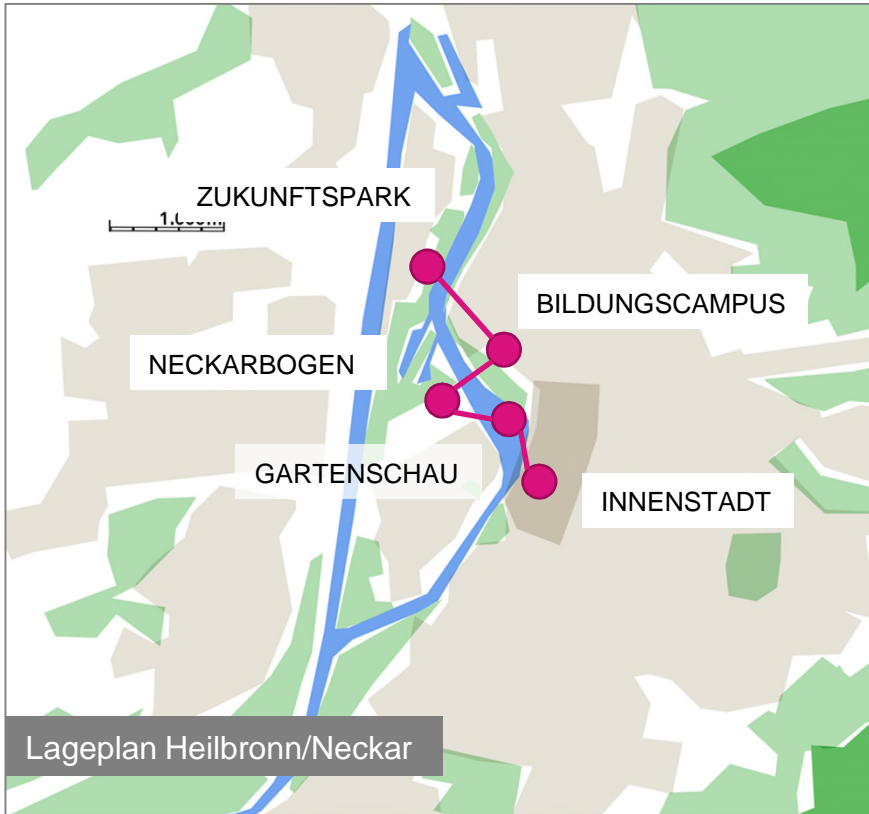 ZUKUNFTSPARK
BILDUNGSCAMPUS
NECKARBOGEN
GARTENSCHAU
INNENSTADT
Lageplan Heilbronn/Neckar